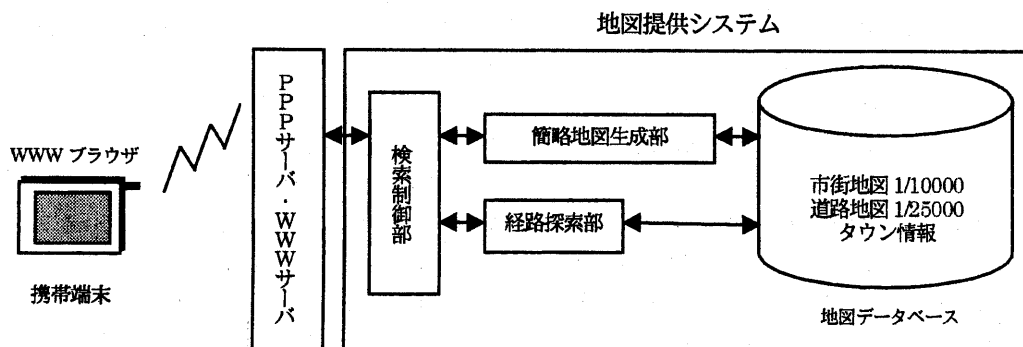 地図提供システム
WWW ブラウザ
携帯端末
PPPサーバ・WWWサーバ
検索制御部
簡略地図生成部
経路探索部
市街地図 1/10000
道路地図 1/25000
タウン情報
地図データベース